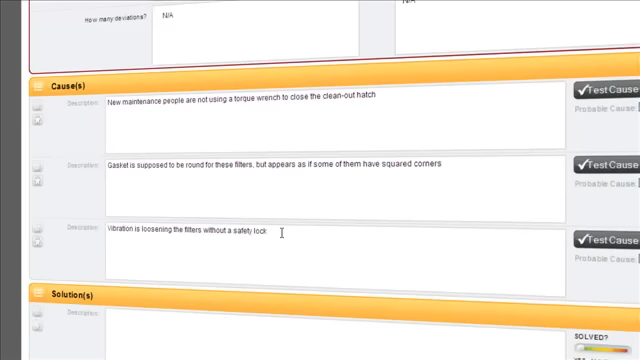 N/A
N/A
How many deviations?
Cause(s)
Description:
New maintenance people are not using a torque wrench to close the clean-out hatch
✓Test Cause
Probable Cause:
Description:
Gasket is supposed to be round for these filters, but appears as if some of them have squared corners
✓Test Cause
Probable Cause:
Description:
Vibration is loosening the filters without a safety lock
✓Test Cause
Probable Cause:
Solution(s)
Description:
SOLVED?